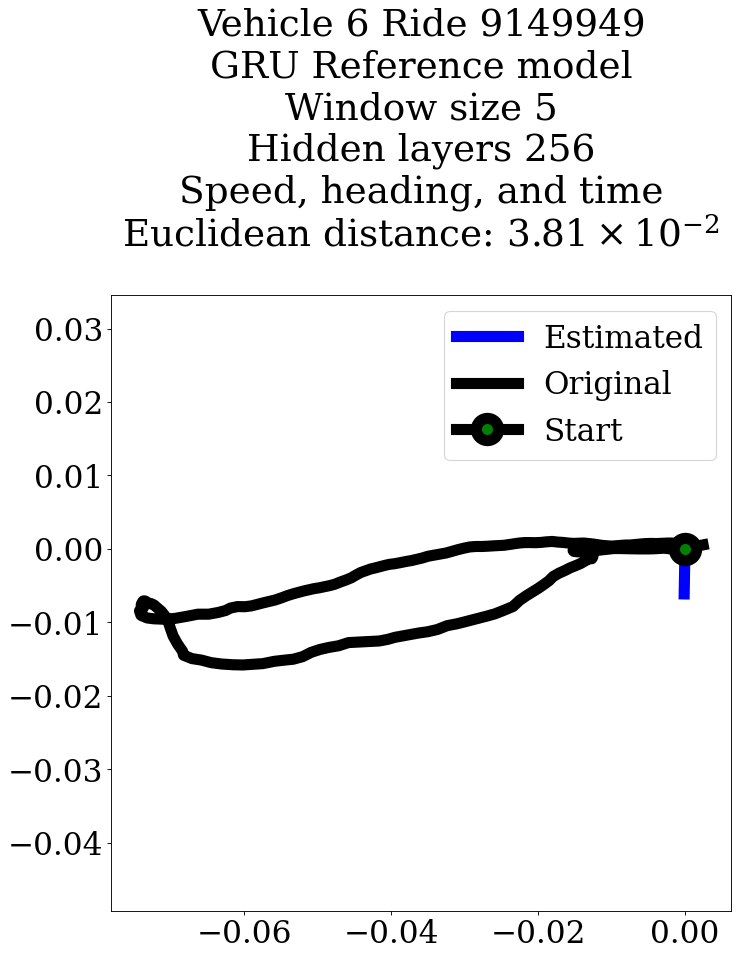 Vehicle 6 Ride 9149949
GRU Reference model
Window size 5
Hidden layers 256
Speed, heading, and time
Euclidean distance: 3.81 × 10⁻²
Estimated
Original
Start
0.03
0.02
0.01
0.00
−0.01
−0.02
−0.03
−0.04
−0.06
−0.04
−0.02
0.00